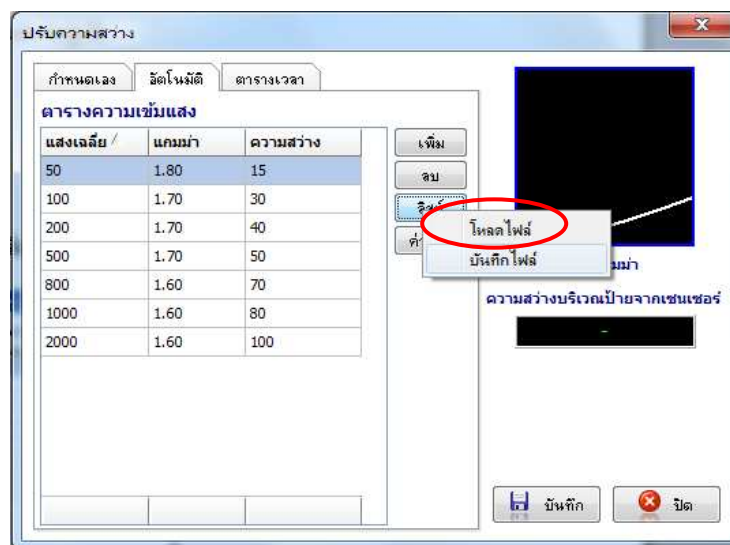 ปรับความสว่าง
กำหนดเอง อัตโนมัติ ตารางเวลา
ตารางความเข้มแสง
แสงเฉลี่ย แกมม่า ความสว่าง
50 1.80 15
100 1.70 30
200 1.70 40
500 1.70 50
800 1.60 70
1000 1.60 80
2000 1.60 100
เพิ่ม
ลบ
โหลดไฟล์
บันทึกไฟล์
ความสว่างบริเวณป้ายจากเซนเซอร์
-
บันทึก ปิด